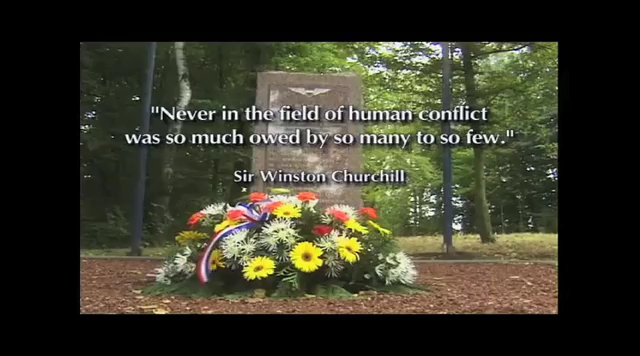 "Never in the field of human conflict
was so much owed by so many to so few."
Sir Winston Churchill